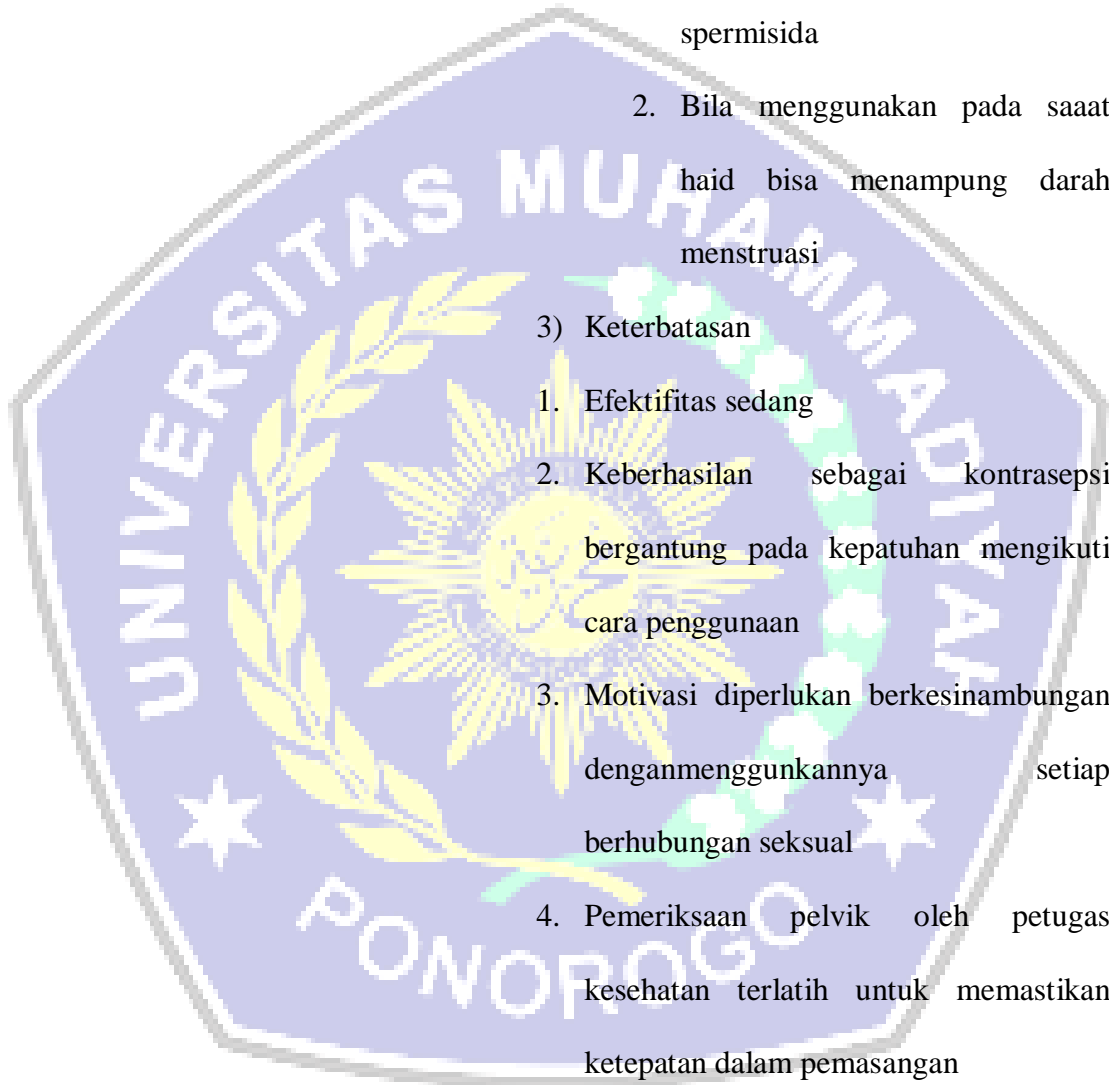 spermisida
2. Bila menggunakan pada saaat
haid bisa menampung darah
menstruasi
3) Keterbatasan
1. Efektifitas sedang
2. Keberhasilan sebagai kontrasepsi
bergantung pada kepatuhan mengikuti
cara penggunaan
3. Motivasi diperlukan berkesinambungan
denganmenggunkannya setiap
berhubungan seksual
4. Pemeriksaan pelvik oleh petugas
kesehatan terlatih untuk memastikan
ketepatan dalam pemasangan
UNIVERSITAS MUHAMMADIYAH
PONOROGO